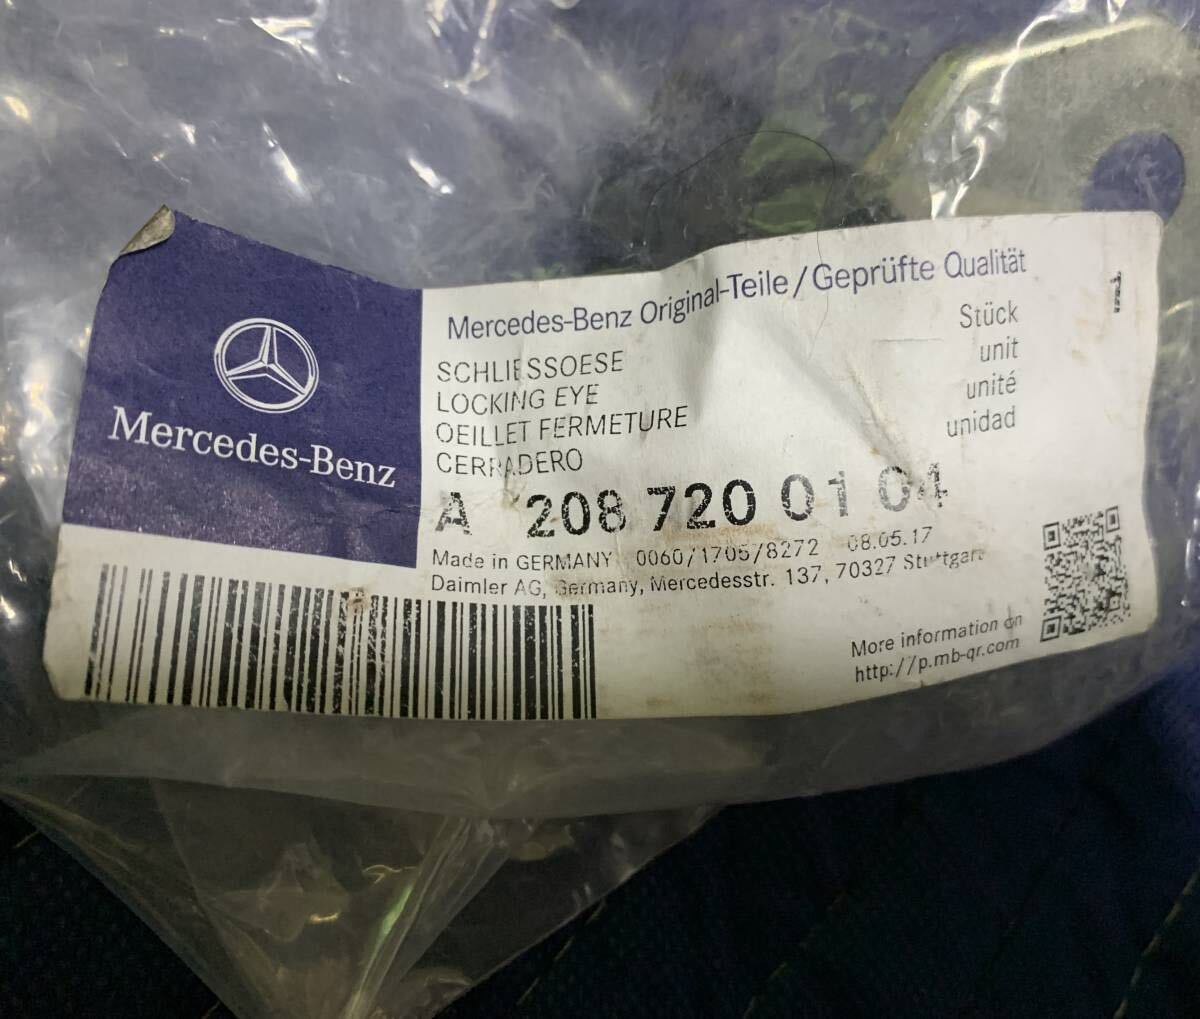 Mercedes-Benz
Mercedes-Benz Original-Teile/Geprüfte Qualität
SCHLIESSOESE
LOCKING EYE
OEILLET FERMETURE
CERRADERO
Stück 1
unit
unité
unidad
A 208 720 01 04
Made in GERMANY 0060/1705/8272 08.05.17
Daimler AG, Germany, Mercedesstr. 137, 70327 Stuttgart
More information on
http://p.mb-qr.com